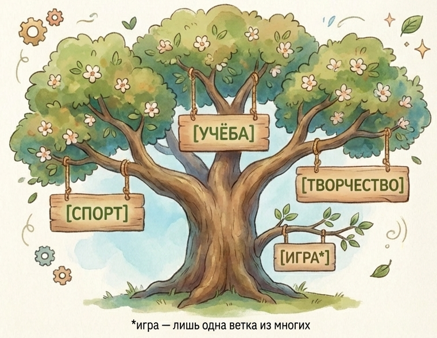 [УЧЁБА]
[ТВОРЧЕСТВО]
[СПОРТ]
[ИГРА*]
*игра — лишь одна ветка из многих